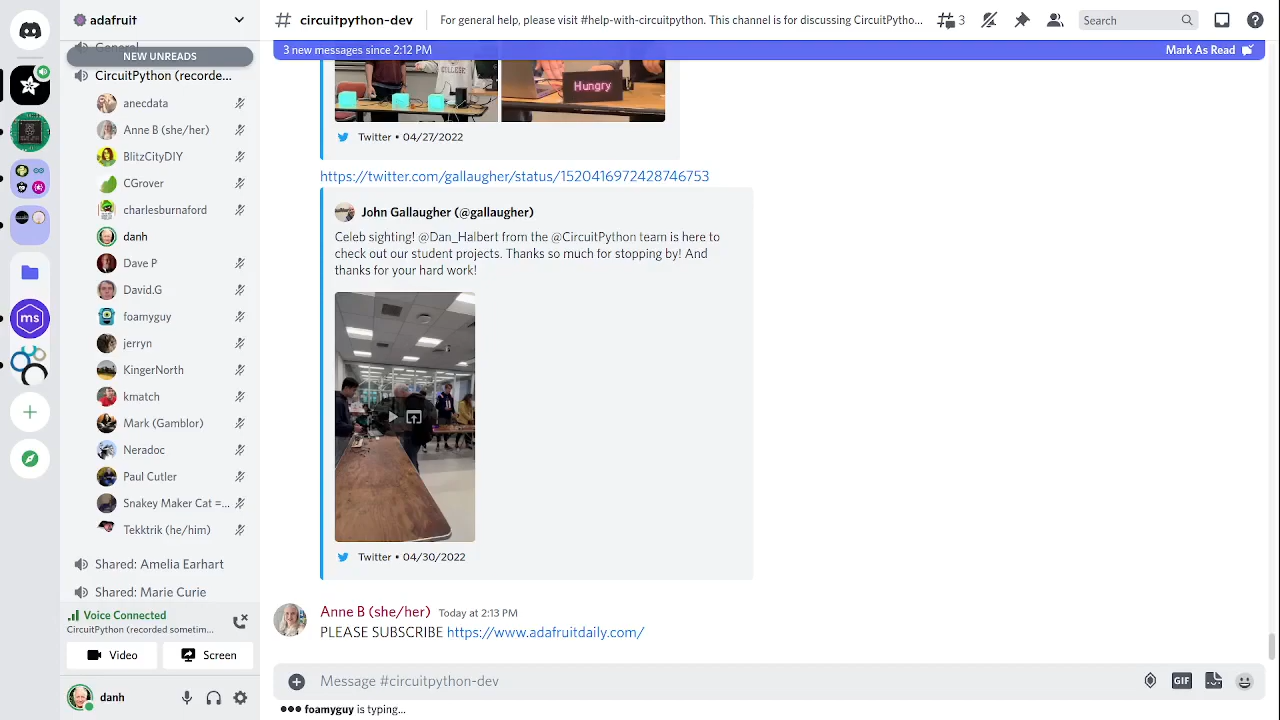 adafruit
General
NEW UNREADS
CircuitPython (recorde...
anecdata
Anne B (she/her)
BlitzCityDIY
CGrover
charlesburnaford
danh
Dave P
David.G
foamyguy
jerryn
KingerNorth
kmatch
Mark (Gamblor)
Neradoc
Paul Cutler
Snakey Maker Cat =...
Tekktrik (he/him)
Shared: Amelia Earhart
Shared: Marie Curie
Voice Connected
CircuitPython (recorded sometim...
Video Screen
danh
ms
# circuitpython-dev
For general help, please visit #help-with-circuitpython. This channel is for discussing CircuitPytho...
3
Search
3 new messages since 2:12 PM
Mark As Read
COLLEGE
Hungry
Twitter • 04/27/2022
https://twitter.com/gallaugher/status/1520416972428746753
John Gallaugher (@gallaugher)
Celeb sighting! @Dan_Halbert from the @CircuitPython team is here to
check out our student projects. Thanks so much for stopping by! And
thanks for your hard work!
Twitter • 04/30/2022
Anne B (she/her) Today at 2:13 PM
PLEASE SUBSCRIBE https://www.adafruitdaily.com/
Message #circuitpython-dev
GIF
foamyguy is typing...